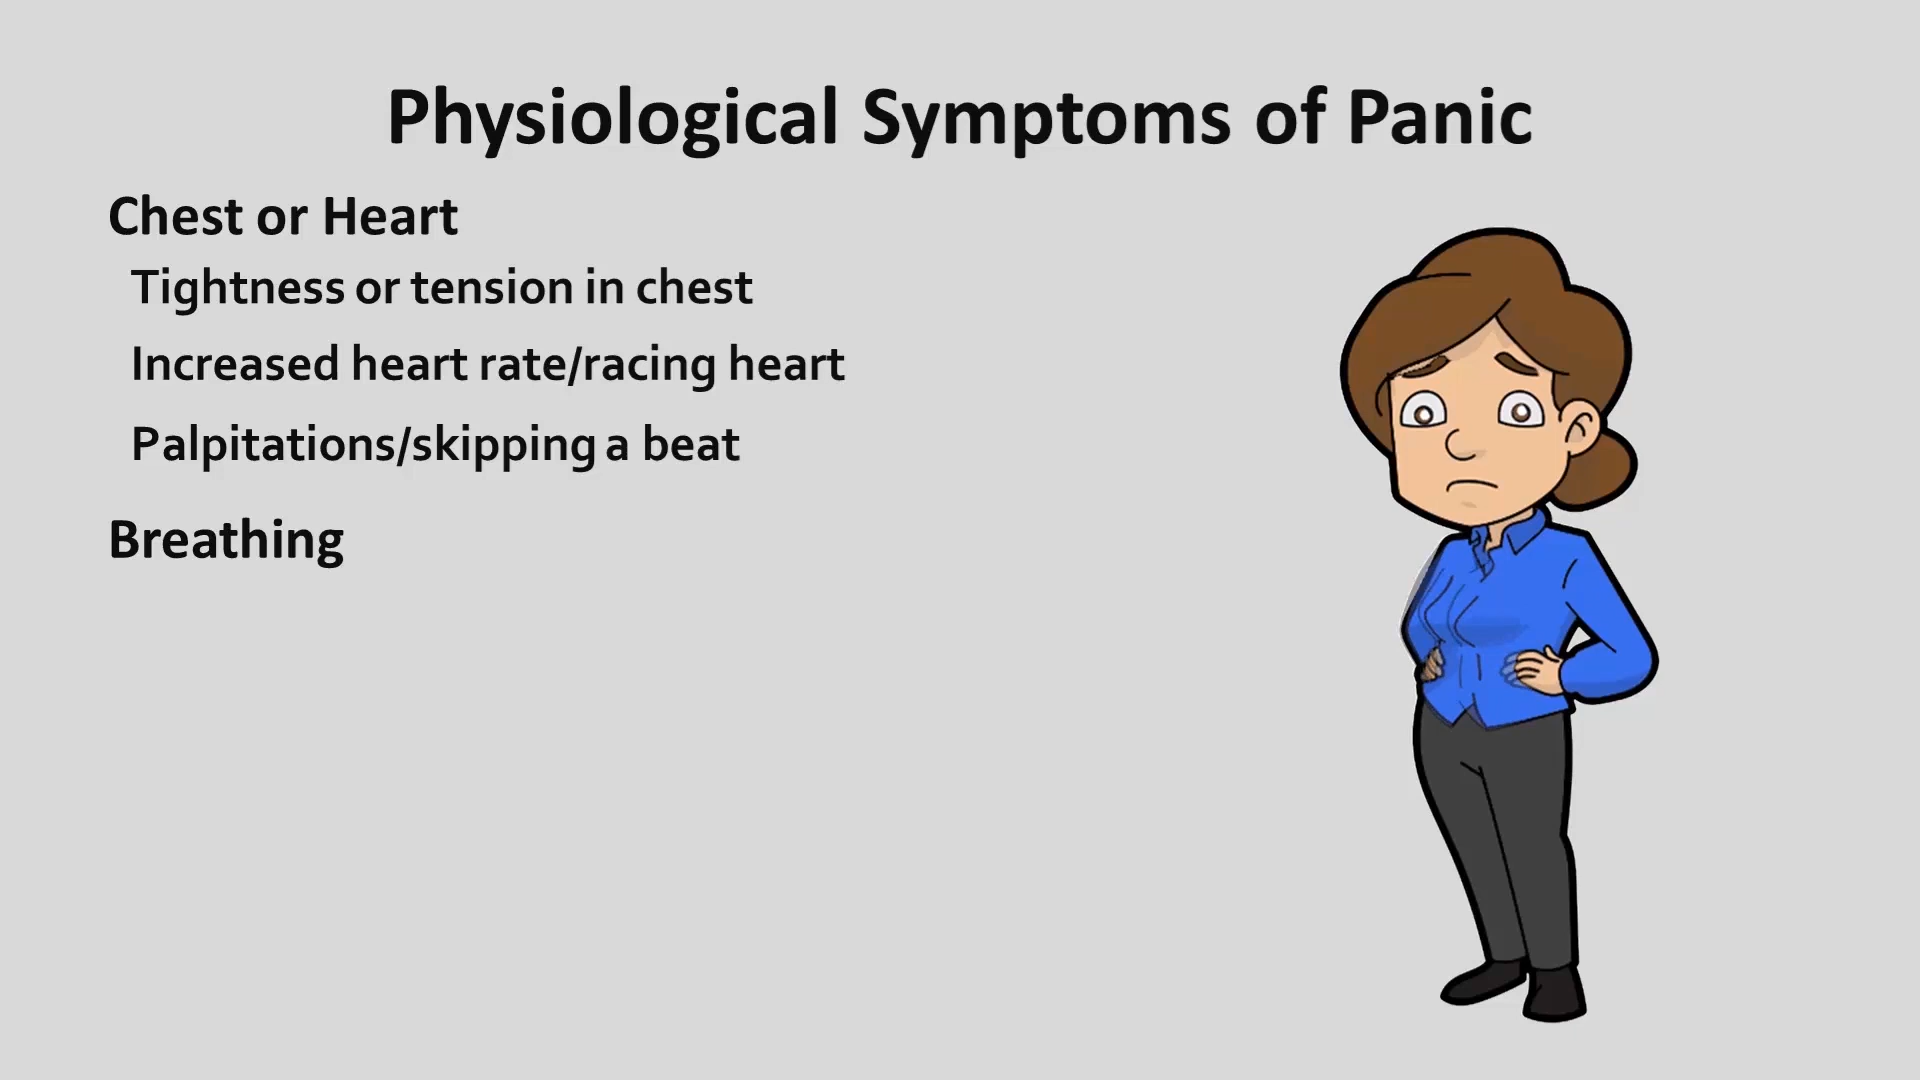 Physiological Symptoms of Panic
Chest or Heart
Tightness or tension in chest
Increased heart rate/racing heart
Palpitations/skipping a beat
Breathing